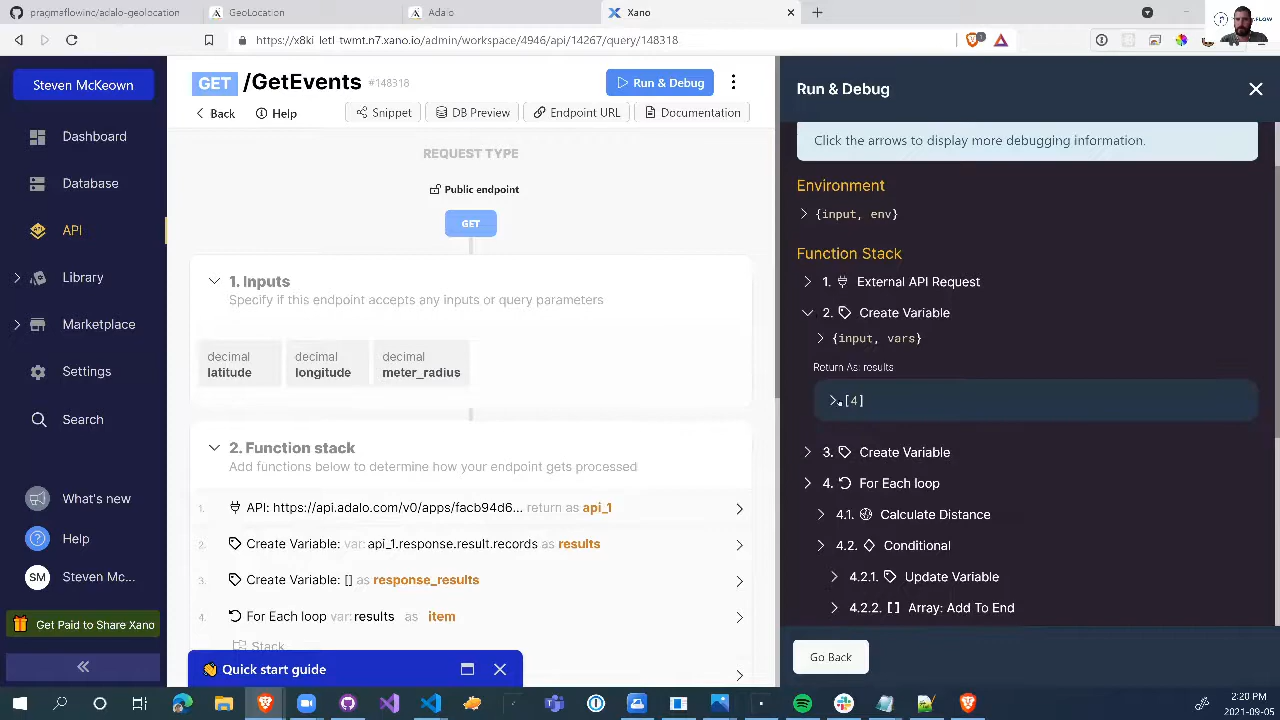 pragmaflowinc/adalo-geolocation
GeoLocation
Adalo
Xano
https://x8ki-letl-twmt.n7.xano.io/admin/workspace/4946/api/14267/query/148318
Steven McKeown
Dashboard
Database
API
Library
Marketplace
Settings
Search
What's new
Help
SM
Steven Mc...
Get Paid to Share Xano
GET /GetEvents #148318
Run & Debug
Back
Help
Snippet
DB Preview
Endpoint URL
Documentation
REQUEST TYPE
Public endpoint
GET
1. Inputs
Specify if this endpoint accepts any inputs or query parameters
decimal
latitude
decimal
longitude
decimal
meter_radius
2. Function stack
Add functions below to determine how your endpoint gets processed
1. API: https://api.adalo.com/v0/apps/facb94d6... return as api_1
2. Create Variable: var: api_1.response.result.records as results
3. Create Variable: [] as response_results
4. For Each loop var: results as item
Stack
Quick start guide
Run & Debug
Click the arrows to display more debugging information.
Environment
{input, env}
Function Stack
1. External API Request
2. Create Variable
{input, vars}
Return As: results
[4]
3. Create Variable
4. For Each loop
4.1. Calculate Distance
4.2. Conditional
4.2.1. Update Variable
4.2.2. [] Array: Add To End
Go Back
2:20 PM
2021-09-05